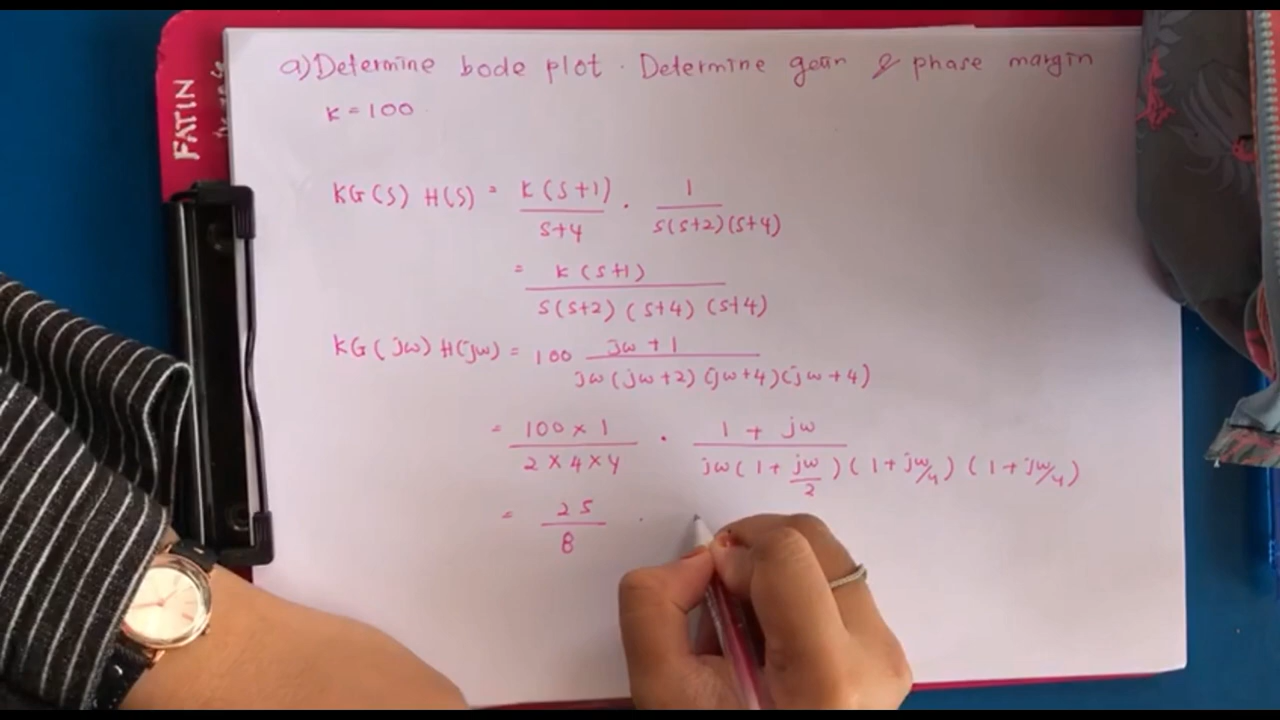 a) Determine bode plot. Determine gain & phase margin
K = 100
KG(s) H(s) = K(s+1)/s+4 · 1/s(s+2)(s+4)
= K(s+1)/s(s+2)(s+4)(s+4)
KG(jω) H(jω) = 100 jω+1/jω(jω+2)(jω+4)(jω+4)
= 100×1/2×4×4 · 1+jω/jω(1+jω/2)(1+jω/4)(1+jω/4)
= 25/8 ·
FATIN